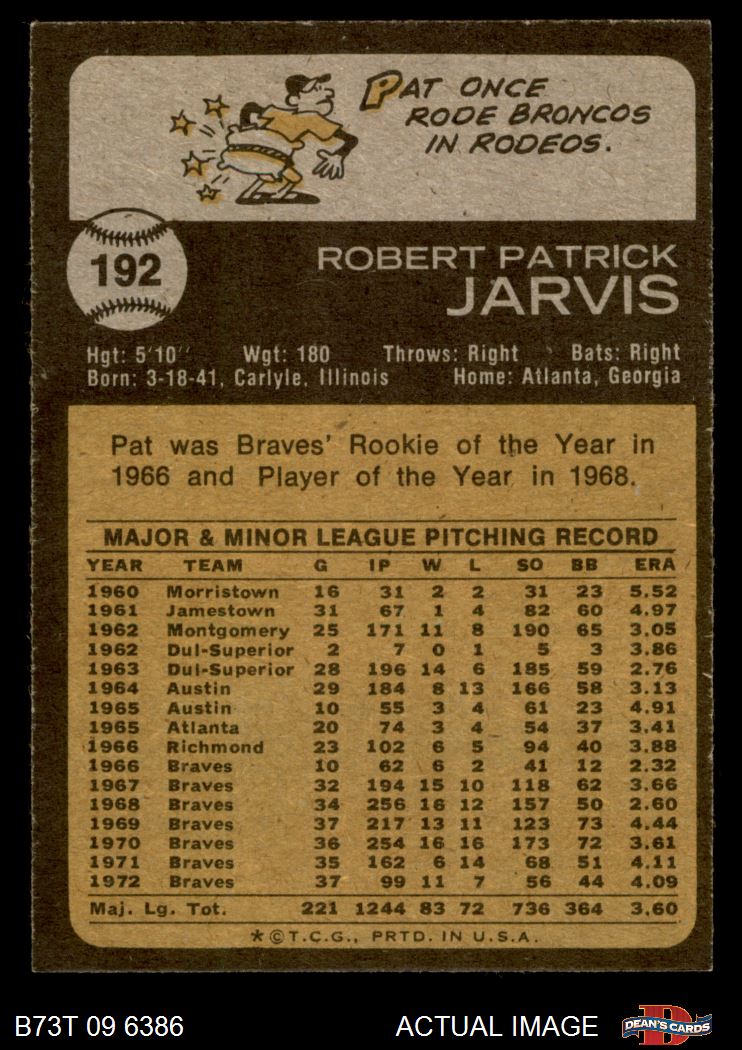 PAT ONCE
RODE BRONCOS
IN RODEOS.
192
ROBERT PATRICK
JARVIS
Hgt: 5'10" Wgt: 180 Throws: Right Bats: Right
Born: 3-18-41, Carlyle, Illinois Home: Atlanta, Georgia
Pat was Braves' Rookie of the Year in
1966 and Player of the Year in 1968.
MAJOR & MINOR LEAGUE PITCHING RECORD
YEAR TEAM G IP W L SO BB ERA
1960 Morristown 16 31 2 2 31 23 5.52
1961 Jamestown 31 67 1 4 82 60 4.97
1962 Montgomery 25 171 11 8 190 65 3.05
1962 Dul-Superior 2 7 0 1 5 3 3.86
1963 Dul-Superior 28 196 14 6 185 59 2.76
1964 Austin 29 184 8 13 166 58 3.13
1965 Austin 10 55 3 4 61 23 4.91
1965 Atlanta 20 74 3 4 54 37 3.41
1966 Richmond 23 102 6 5 94 40 3.88
1966 Braves 10 62 6 2 41 12 2.32
1967 Braves 32 194 15 10 118 62 3.66
1968 Braves 34 256 16 12 157 50 2.60
1969 Braves 37 217 13 11 123 73 4.44
1970 Braves 36 254 16 16 173 72 3.61
1971 Braves 35 162 6 14 68 51 4.11
1972 Braves 37 99 11 7 56 44 4.09
Maj. Lg. Tot. 221 1244 83 72 736 364 3.60
*©T.C.G., PRTD. IN U.S.A.
B73T 09 6386 ACTUAL IMAGE D DEAN'S CARDS